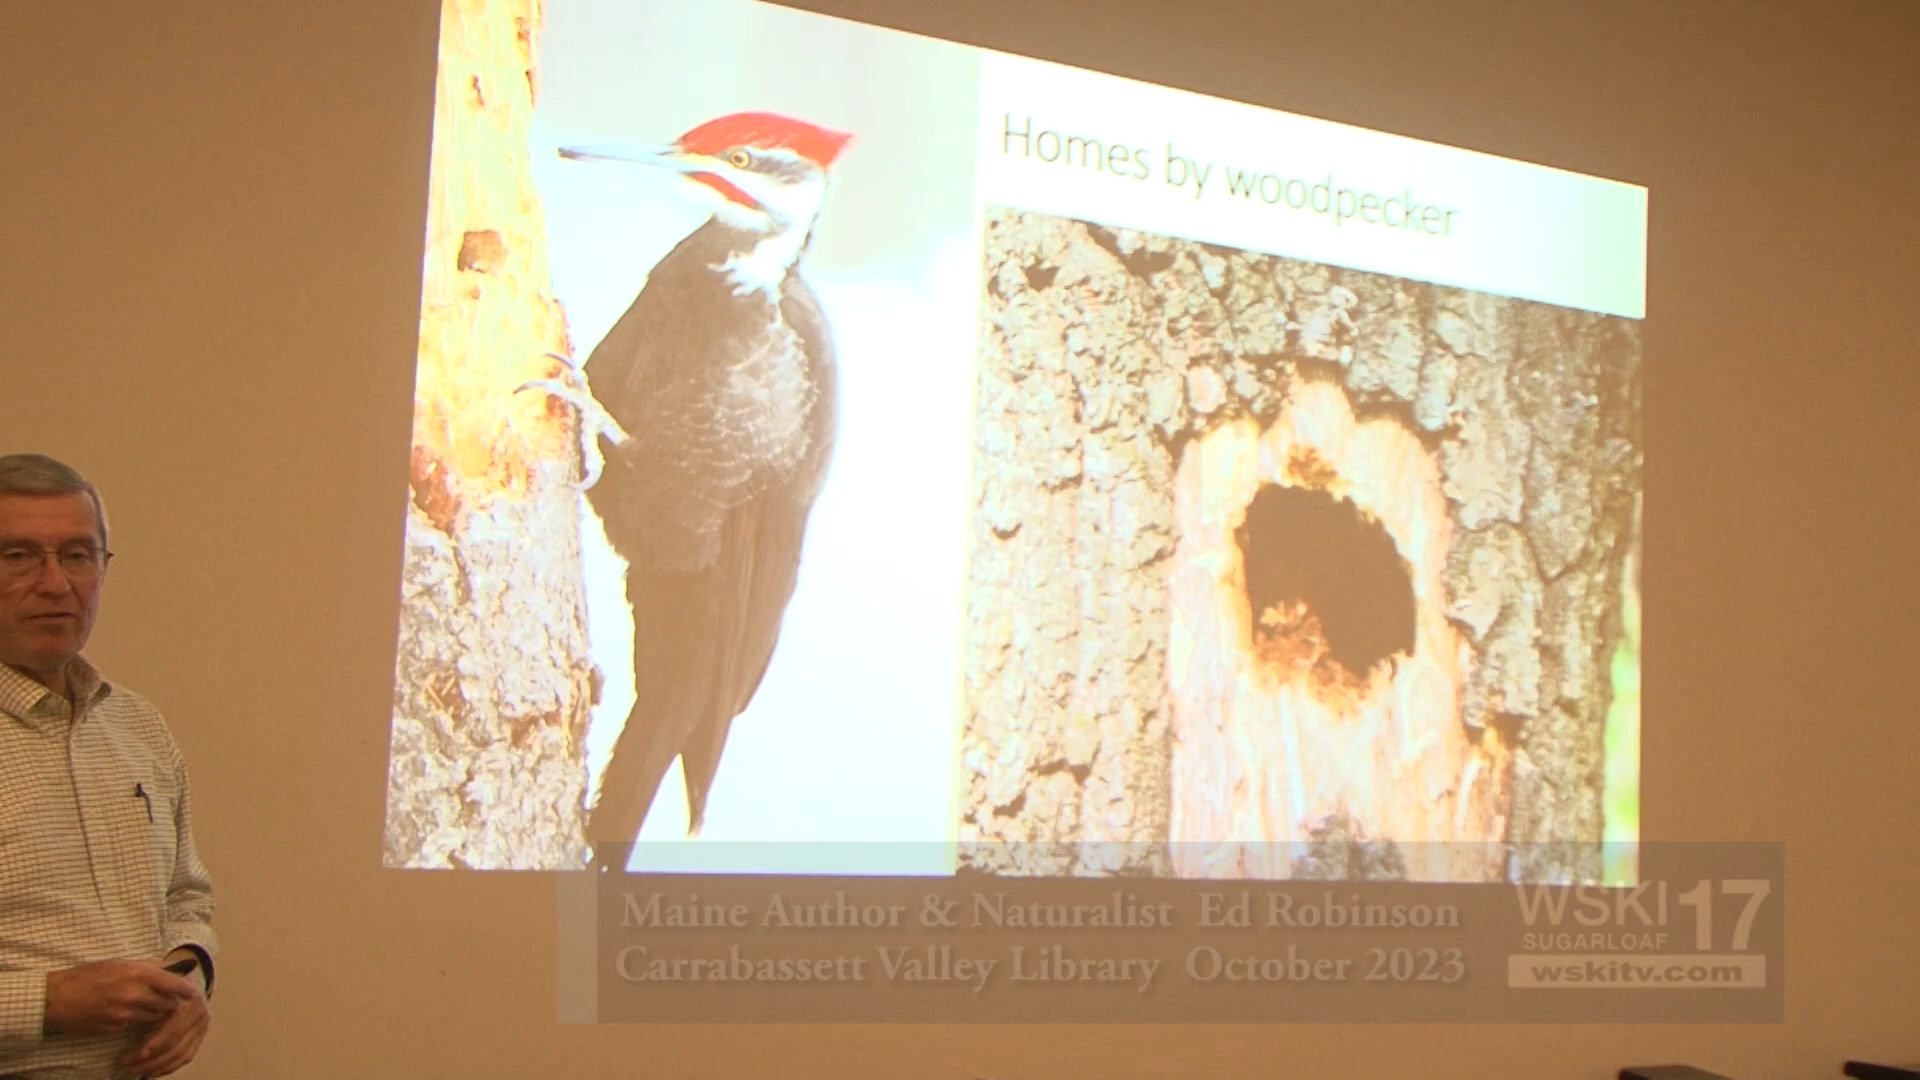 Homes by woodpecker
Maine Author & Naturalist Ed Robinson
Carrabassett Valley Library October 2023
WSKI 17
SUGARLOAF
wskitv.com